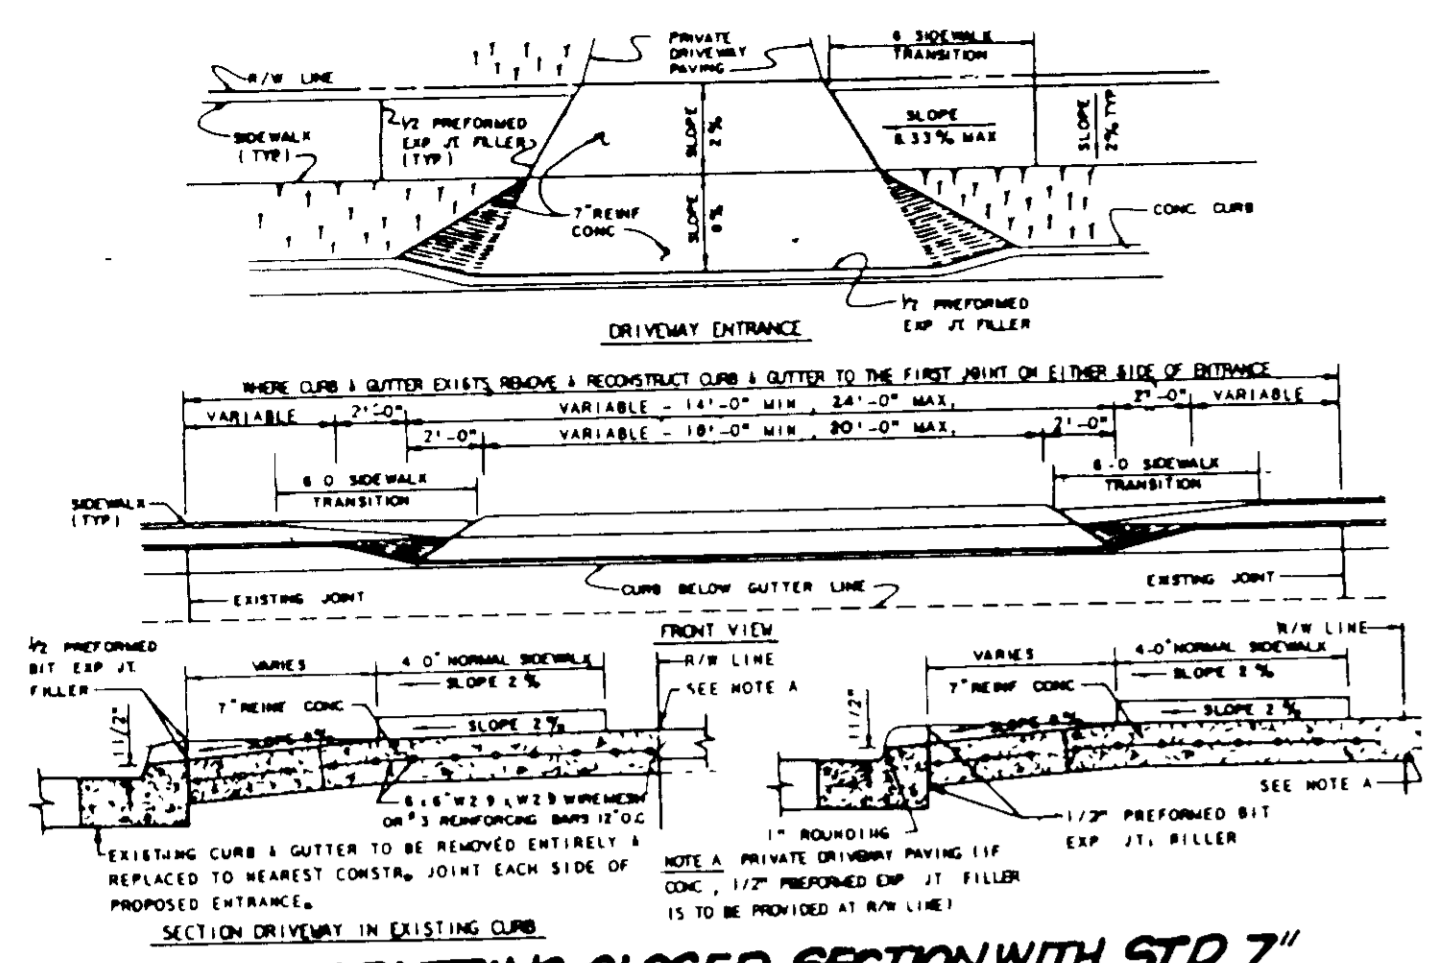 PRIVATE
DRIVEWAY
PAVING
6 SIDEWALK
TRANSITION
R/W LINE
SIDEWALK
(TYP)
1/2 PREFORMED
EXP JT FILLER
(TYP)
SLOPE
2%
SLOPE
8.33% MAX
SLOPE
2% TYP
7" REINF
CONC
SLOPE
8%
CONC CURB
1/2 PREFORMED
EXP JT FILLER
DRIVEWAY ENTRANCE
WHERE CURB & GUTTER EXISTS REMOVE & RECONSTRUCT CURB & GUTTER TO THE FIRST JOINT ON EITHER SIDE OF ENTRANCE
VARIABLE
2'-0"
VARIABLE - 14'-0" MIN, 24'-0" MAX,
2'-0"
VARIABLE
2'-0"
VARIABLE - 10'-0" MIN, 20'-0" MAX,
2'-0"
6 0 SIDEWALK
TRANSITION
6-0 SIDEWALK
TRANSITION
SIDEWALK
(TYP)
EXISTING JOINT
CURB BELOW GUTTER LINE
EXISTING JOINT
FRONT VIEW
1/2 PREFORMED
BIT EXP JT.
FILLER
VARIES
4-0" NORMAL SIDEWALK
SLOPE 2%
R/W LINE
SEE NOTE A
7" REINF CONC
SLOPE 2%
SLOPE 8%
1 1/2"
6 x 6" W2 9 x W2 9 WIRE MESH
OR #3 REINFORCING BARS 12" O.C
EXISTING CURB & GUTTER TO BE REMOVED ENTIRELY &
REPLACED TO NEAREST CONSTR. JOINT EACH SIDE OF
PROPOSED ENTRANCE.
SECTION DRIVEWAY IN EXISTING CURB
R/W LINE
VARIES
4-0" NORMAL SIDEWALK
SLOPE 2%
7" REINF CONC
SLOPE 8%
SLOPE 2%
1 1/2"
SEE NOTE A
1" ROUNDING
1/2" PREFORMED BIT
EXP JT. FILLER
NOTE A PRIVATE DRIVEWAY PAVING (IF
CONC, 1/2" PREFORMED EXP JT FILLER
IS TO BE PROVIDED AT R/W LINE)
CLOSED SECTION WITH STD 7"